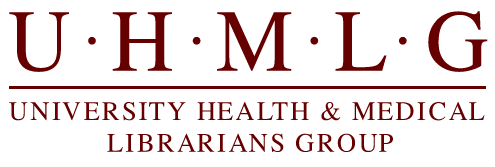 U·H·M·L·G
UNIVERSITY HEALTH & MEDICAL
LIBRARIANS GROUP